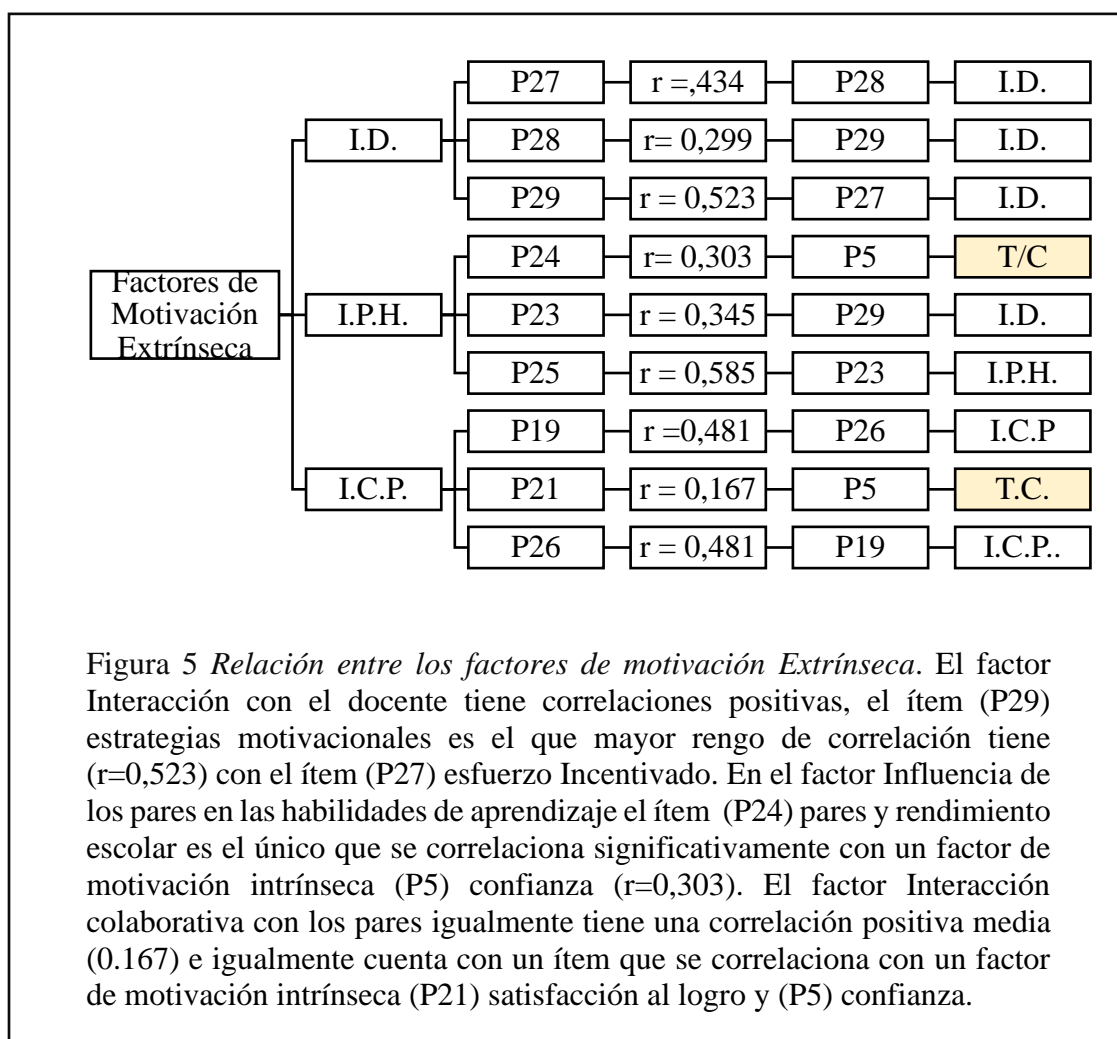 P27 r =,434 P28 I.D.
I.D. P28 r= 0,299 P29 I.D.
P29 r = 0,523 P27 I.D.
P24 r= 0,303 P5 T/C
Factores de
Motivación
Extrínseca
I.P.H. P23 r = 0,345 P29 I.D.
P25 r = 0,585 P23 I.P.H.
P19 r =0,481 P26 I.C.P
I.C.P. P21 r = 0,167 P5 T.C.
P26 r = 0,481 P19 I.C.P..
Figura 5 Relación entre los factores de motivación Extrínseca. El factor
Interacción con el docente tiene correlaciones positivas, el ítem (P29)
estrategias motivacionales es el que mayor rengo de correlación tiene
(r=0,523) con el ítem (P27) esfuerzo Incentivado. En el factor Influencia de
los pares en las habilidades de aprendizaje el ítem (P24) pares y rendimiento
escolar es el único que se correlaciona significativamente con un factor de
motivación intrínseca (P5) confianza (r=0,303). El factor Interacción
colaborativa con los pares igualmente tiene una correlación positiva media
(0.167) e igualmente cuenta con un ítem que se correlaciona con un factor
de motivación intrínseca (P21) satisfacción al logro y (P5) confianza.